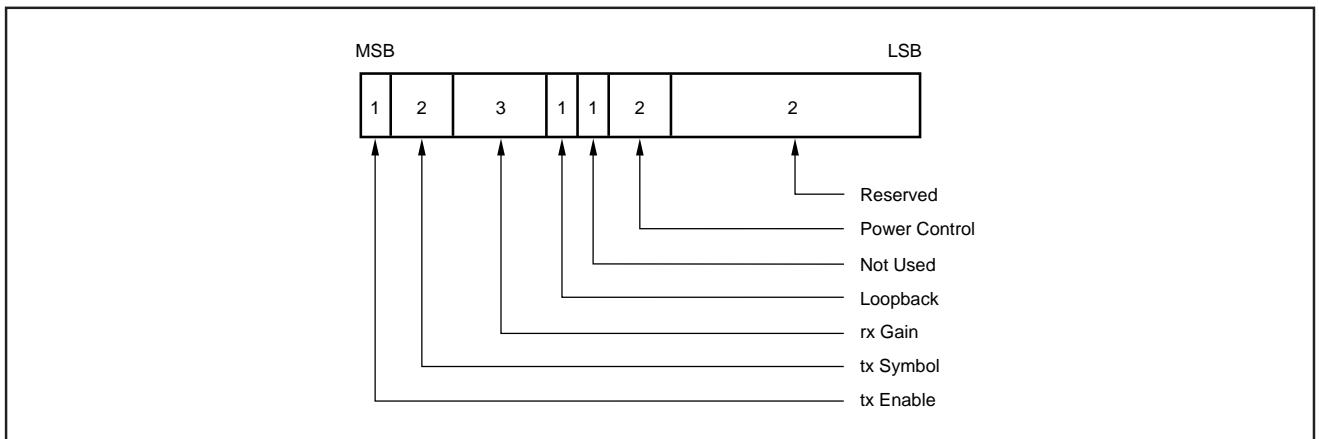 MSB LSB
1 2 3 1 1 2 2
Reserved
Power Control
Not Used
Loopback
rx Gain
tx Symbol
tx Enable